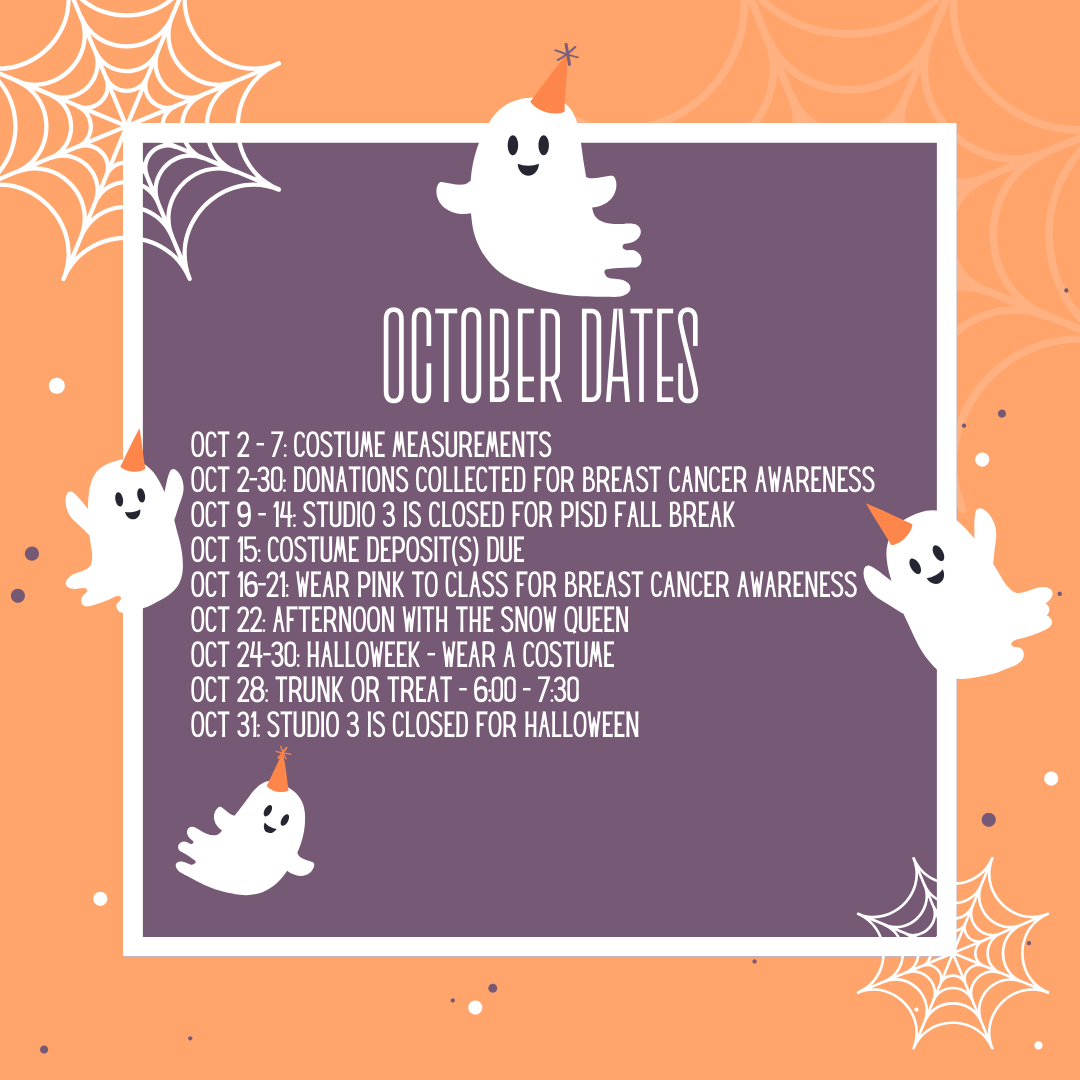 OCTOBER DATES
OCT 2 - 7: COSTUME MEASUREMENTS
OCT 2-30: DONATIONS COLLECTED FOR BREAST CANCER AWARENESS
OCT 9 - 14: STUDIO 3 IS CLOSED FOR PISD FALL BREAK
OCT 15: COSTUME DEPOSIT(S) DUE
OCT 16-21: WEAR PINK TO CLASS FOR BREAST CANCER AWARENESS
OCT 22: AFTERNOON WITH THE SNOW QUEEN
OCT 24-30: HALLOWEEK - WEAR A COSTUME
OCT 28: TRUNK OR TREAT - 6:00 - 7:30
OCT 31: STUDIO 3 IS CLOSED FOR HALLOWEEN